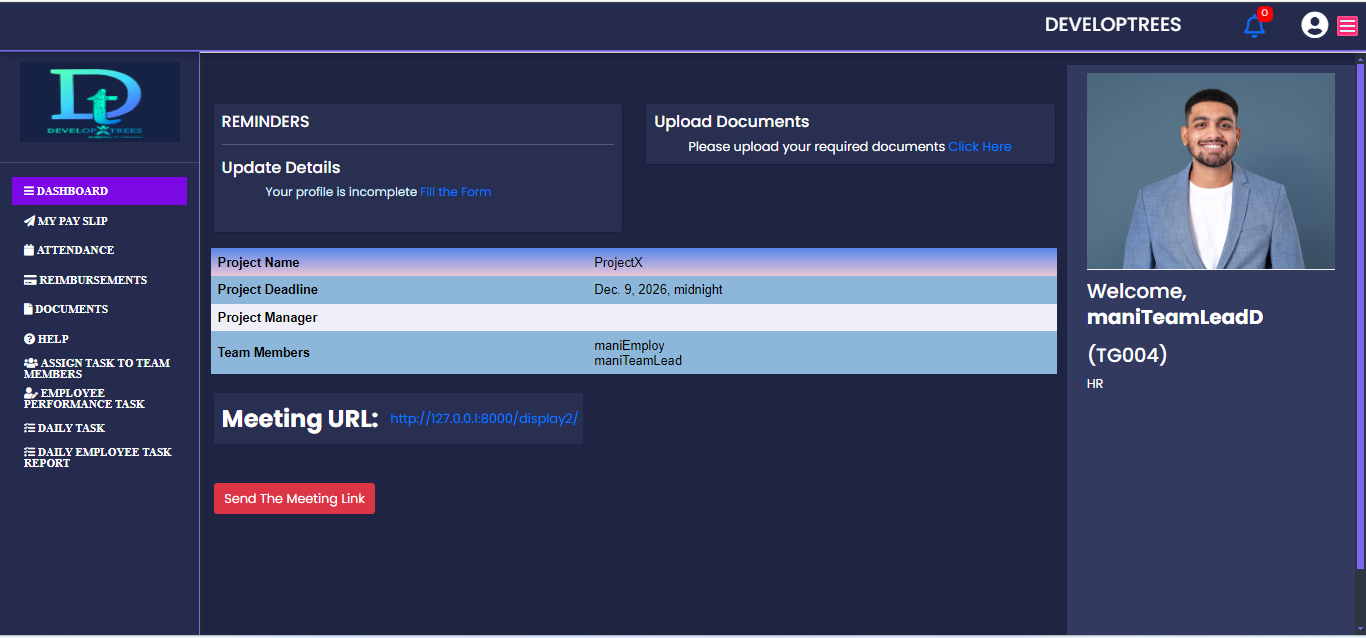 DEVELOPTREES
0
DEVELOP TREES
DASHBOARD
MY PAY SLIP
ATTENDANCE
REIMBURSEMENTS
DOCUMENTS
HELP
ASSIGN TASK TO TEAM
MEMBERS
EMPLOYEE
PERFORMANCE TASK
DAILY TASK
DAILY EMPLOYEE TASK
REPORT
REMINDERS
Update Details
Your profile is incomplete Fill the Form
Upload Documents
Please upload your required documents Click Here
Project Name ProjectX
Project Deadline Dec. 9, 2026, midnight
Project Manager
Team Members maniEmploy
maniTeamLead
Meeting URL: http://127.0.0.1:8000/display2/
Send The Meeting Link
Welcome,
maniTeamLeadD
(TG004)
HR